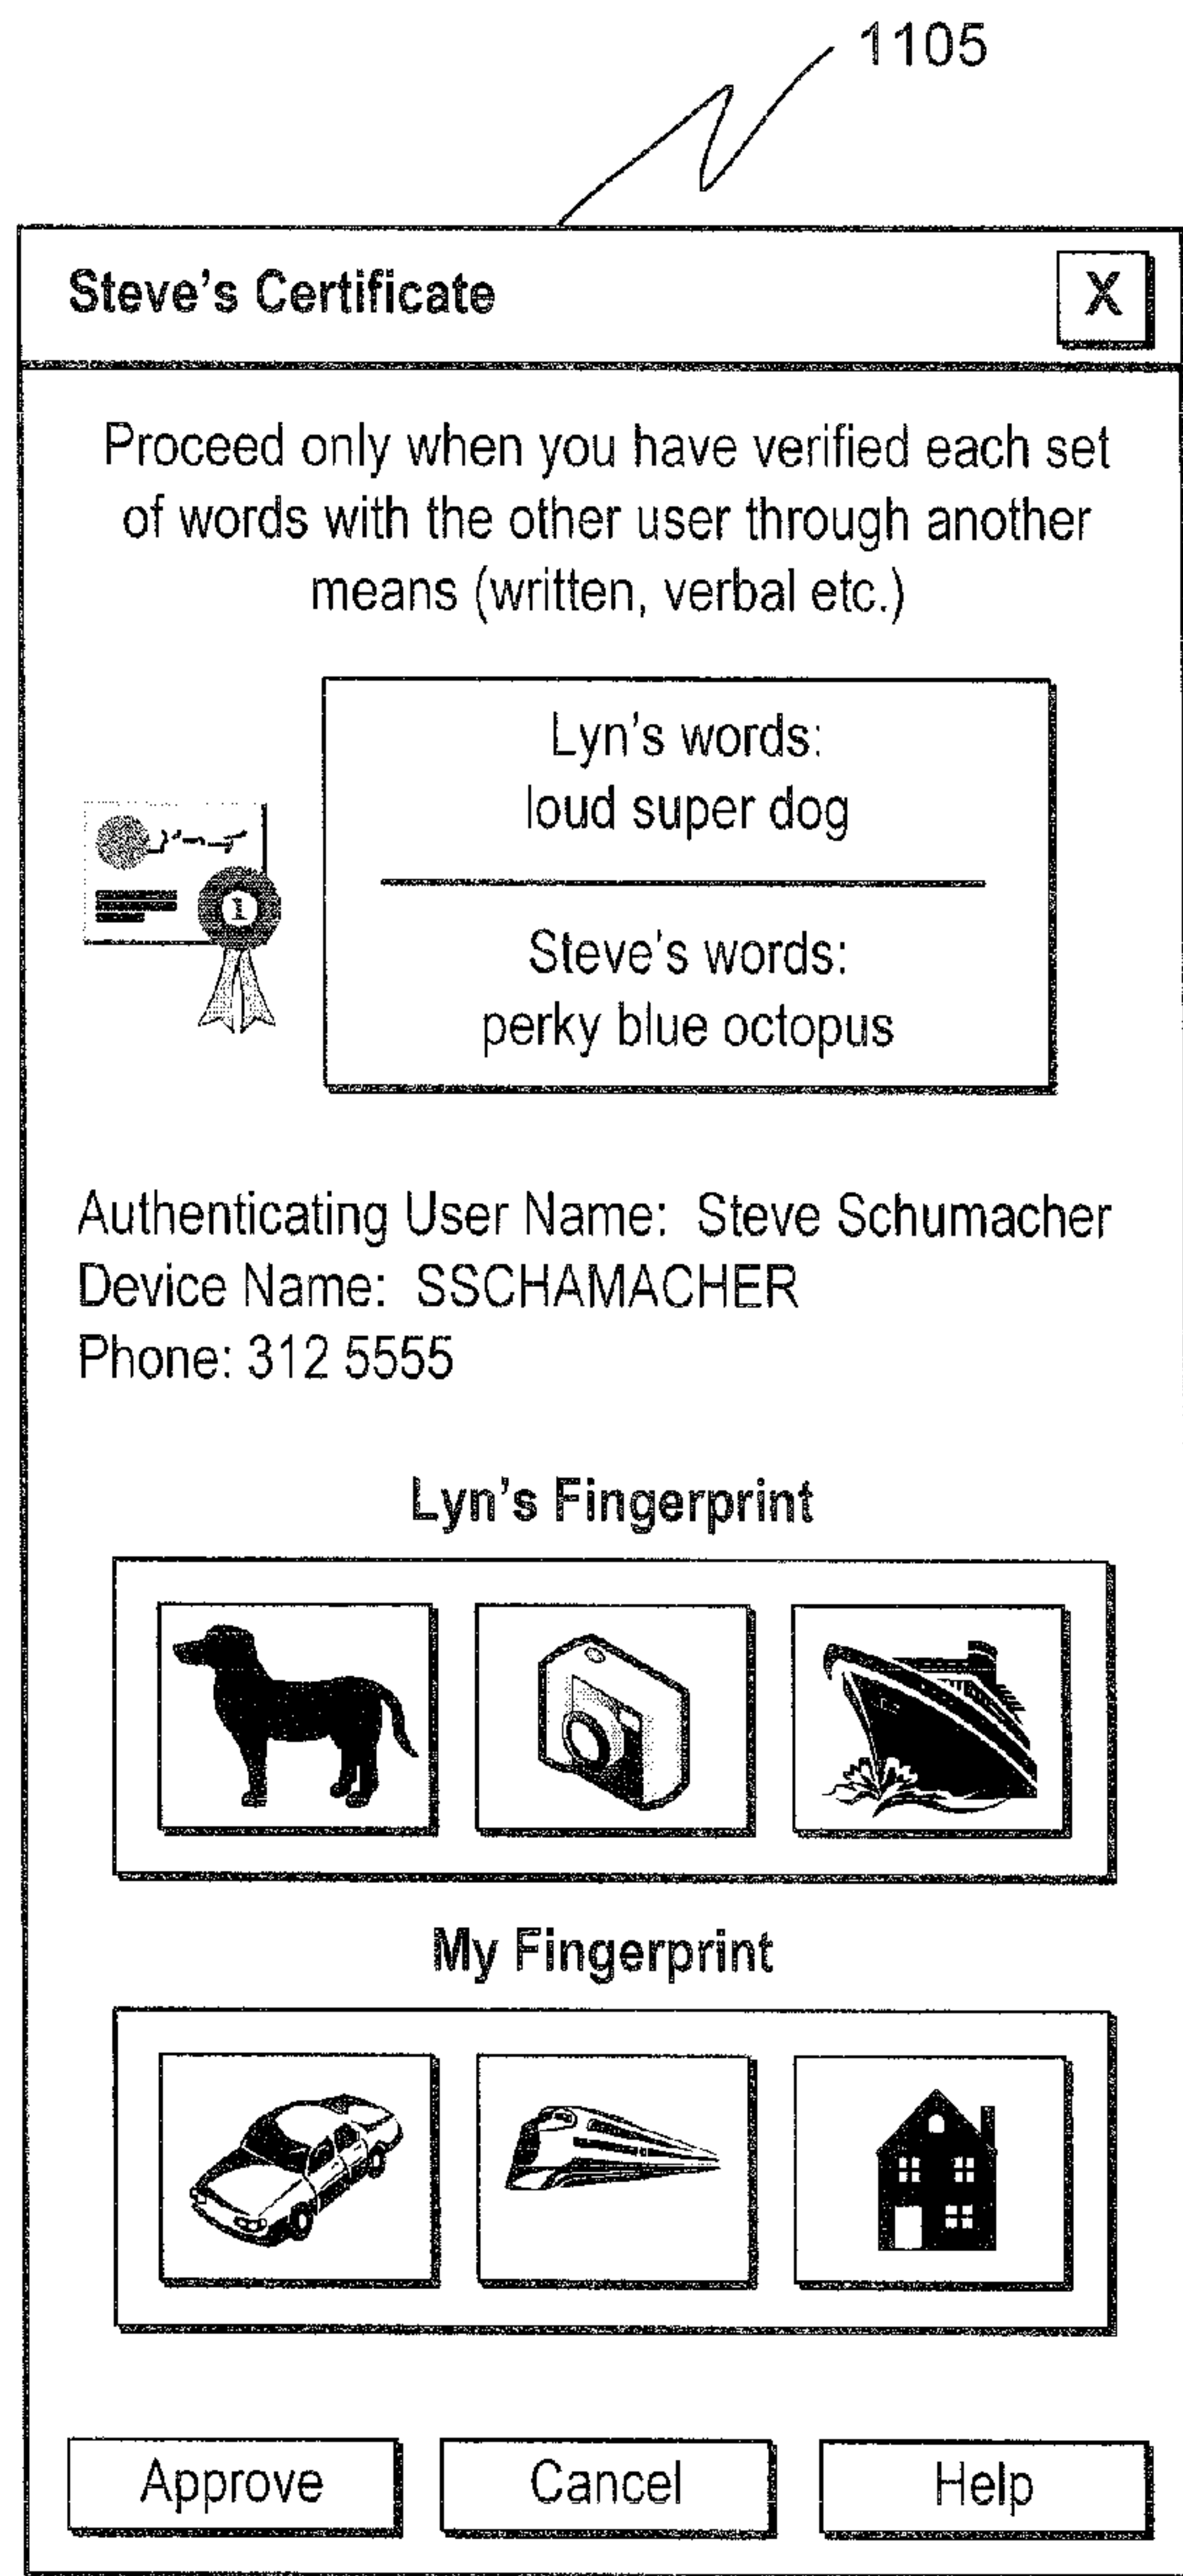 1105
Steve's Certificate
X
Proceed only when you have verified each set
of words with the other user through another
means (written, verbal etc.)
Lyn's words:
loud super dog
1
Steve's words:
perky blue octopus
Authenticating User Name: Steve Schumacher
Device Name: SSCHAMACHER
Phone: 312 5555
Lyn's Fingerprint
My Fingerprint
Approve
Cancel
Help